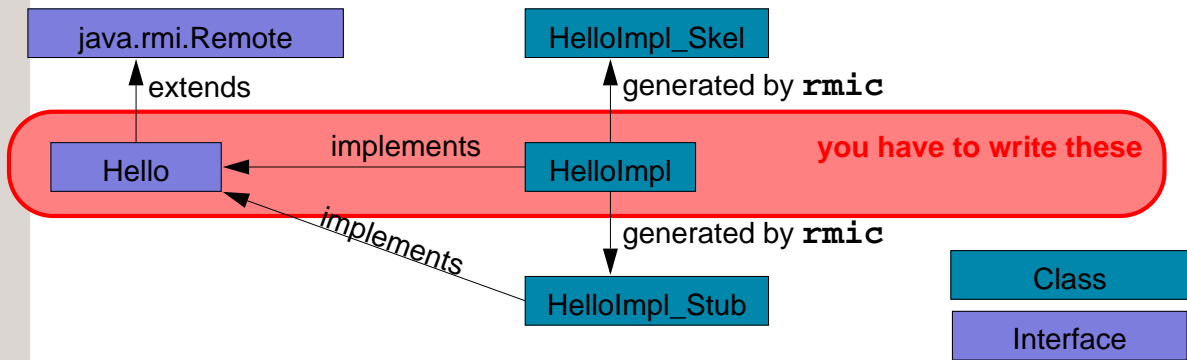 java.rmi.Remote
HelloImpl_Skel
extends
generated by rmic
implements
you have to write these
Hello
HelloImpl
implements
generated by rmic
HelloImpl_Stub
Class
Interface